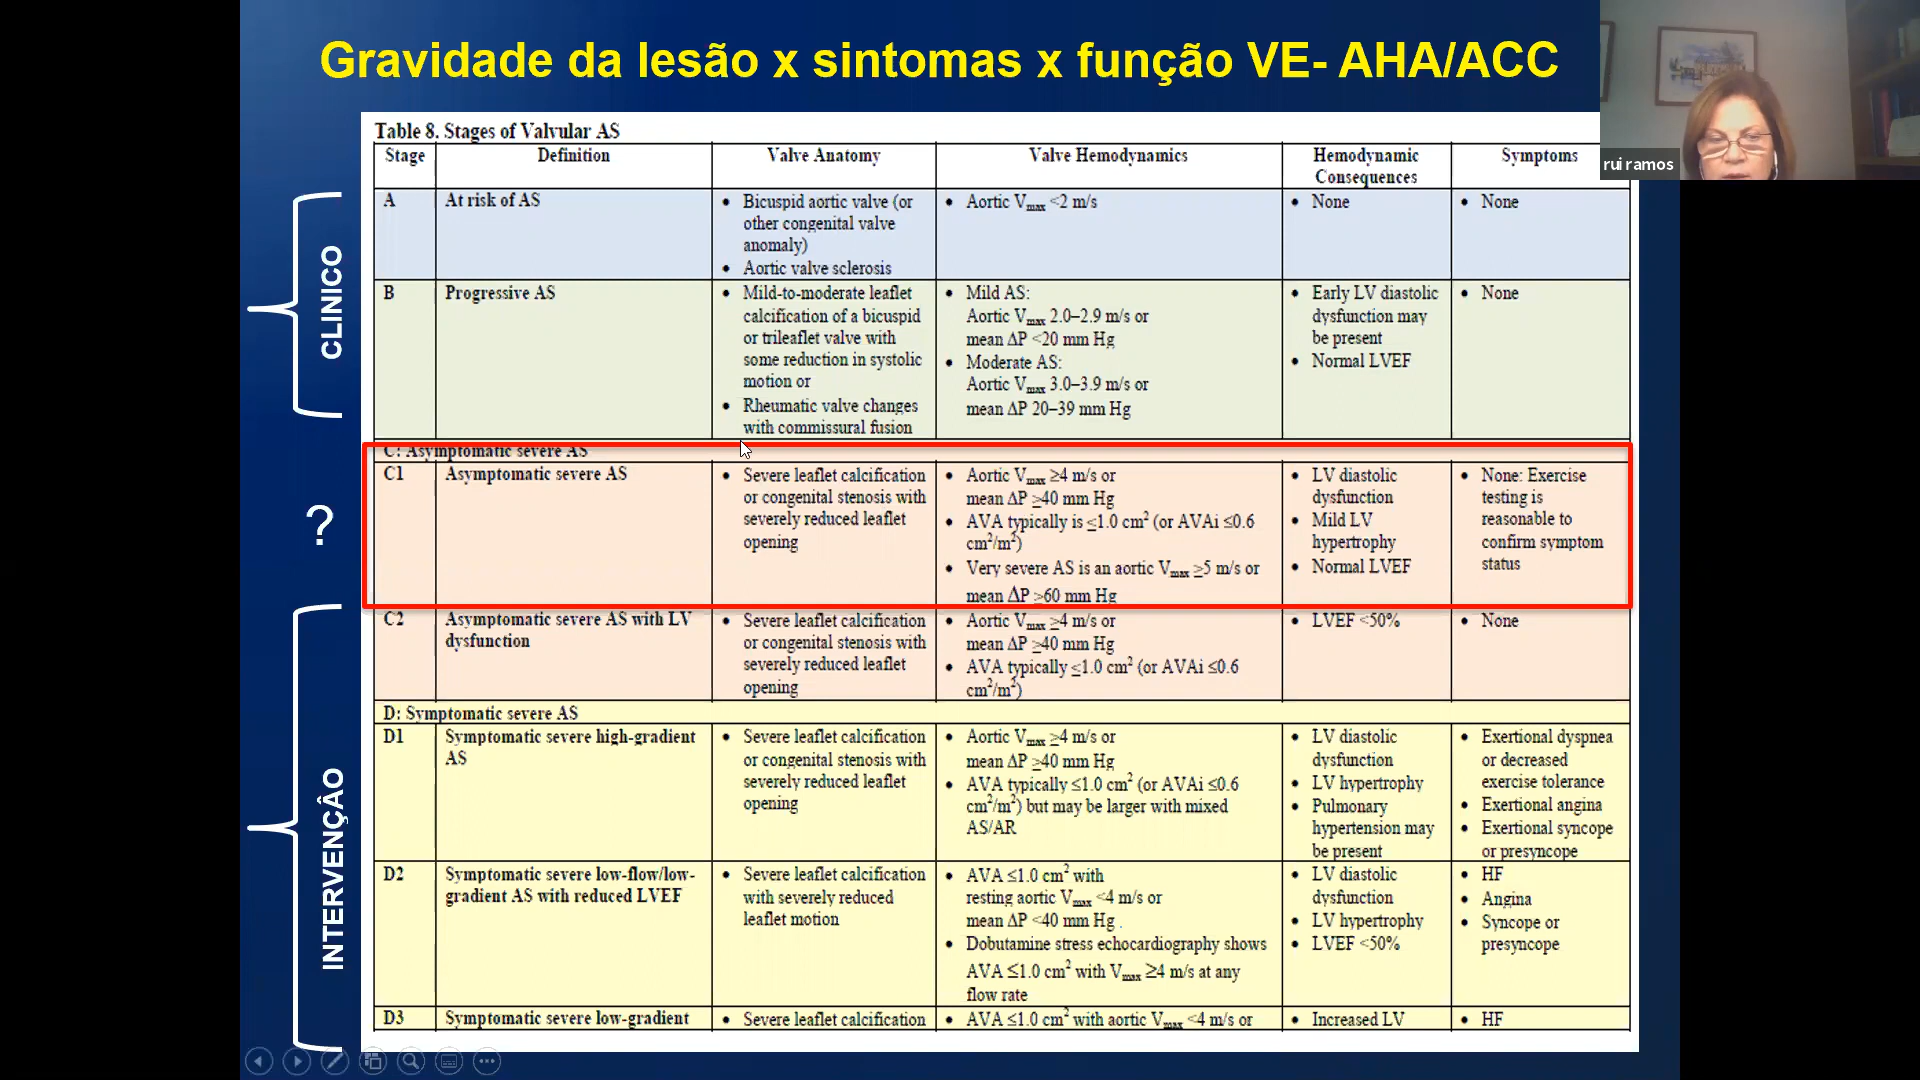 Gravidade da lesão x sintomas x função VE- AHA/ACC
rui ramos
Table 8. Stages of Valvular AS
Stage
Definition
Valve Anatomy
Valve Hemodynamics
Hemodynamic
Consequences
Symptoms
CLINICO
A
At risk of AS
• Bicuspid aortic valve (or
other congenital valve
anomaly)
• Aortic valve sclerosis
• Aortic Vmax <2 m/s
• None
• None
B
Progressive AS
• Mild-to-moderate leaflet
calcification of a bicuspid
or trileaflet valve with
some reduction in systolic
motion or
• Rheumatic valve changes
with commissural fusion
• Mild AS:
Aortic Vmax 2.0–2.9 m/s or
mean ΔP <20 mm Hg
• Moderate AS:
Aortic Vmax 3.0–3.9 m/s or
mean ΔP 20–39 mm Hg
• Early LV diastolic
dysfunction may
be present
• Normal LVEF
• None
C: Asymptomatic severe AS
?
C1
Asymptomatic severe AS
• Severe leaflet calcification
or congenital stenosis with
severely reduced leaflet
opening
• Aortic Vmax ≥4 m/s or
mean ΔP ≥40 mm Hg
• AVA typically is ≤1.0 cm² (or AVAi ≤0.6
cm²/m²)
• Very severe AS is an aortic Vmax ≥5 m/s or
mean ΔP ≥60 mm Hg
• LV diastolic
dysfunction
• Mild LV
hypertrophy
• Normal LVEF
• None: Exercise
testing is
reasonable to
confirm symptom
status
INTERVENÇÂO
C2
Asymptomatic severe AS with LV
dysfunction
• Severe leaflet calcification
or congenital stenosis with
severely reduced leaflet
opening
• Aortic Vmax ≥4 m/s or
mean ΔP ≥40 mm Hg
• AVA typically ≤1.0 cm² (or AVAi ≤0.6
cm²/m²)
• LVEF <50%
• None
D: Symptomatic severe AS
D1
Symptomatic severe high-gradient
AS
• Severe leaflet calcification
or congenital stenosis with
severely reduced leaflet
opening
• Aortic Vmax ≥4 m/s or
mean ΔP ≥40 mm Hg
• AVA typically ≤1.0 cm² (or AVAi ≤0.6
cm²/m²) but may be larger with mixed
AS/AR
• LV diastolic
dysfunction
• LV hypertrophy
• Pulmonary
hypertension may
be present
• Exertional dyspnea
or decreased
exercise tolerance
• Exertional angina
• Exertional syncope
or presyncope
D2
Symptomatic severe low-flow/low-
gradient AS with reduced LVEF
• Severe leaflet calcification
with severely reduced
leaflet motion
• AVA ≤1.0 cm² with
resting aortic Vmax <4 m/s or
mean ΔP <40 mm Hg .
• Dobutamine stress echocardiography shows
AVA ≤1.0 cm² with Vmax ≥4 m/s at any
flow rate
• LV diastolic
dysfunction
• LV hypertrophy
• LVEF <50%
• HF
• Angina
• Syncope or
presyncope
D3
Symptomatic severe low-gradient
• Severe leaflet calcification
• AVA ≤1.0 cm² with aortic Vmax <4 m/s or
• Increased LV
• HF